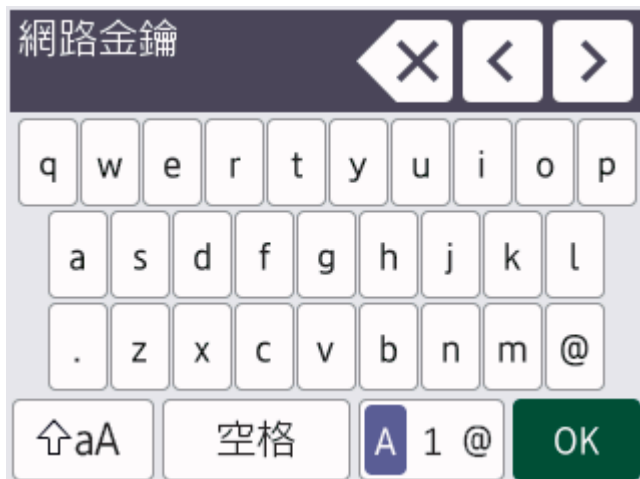 網路金鑰
q w e r t y u i o p
a s d f g h j k l
. z x c v b n m @
aA 空格 A 1 @ OK